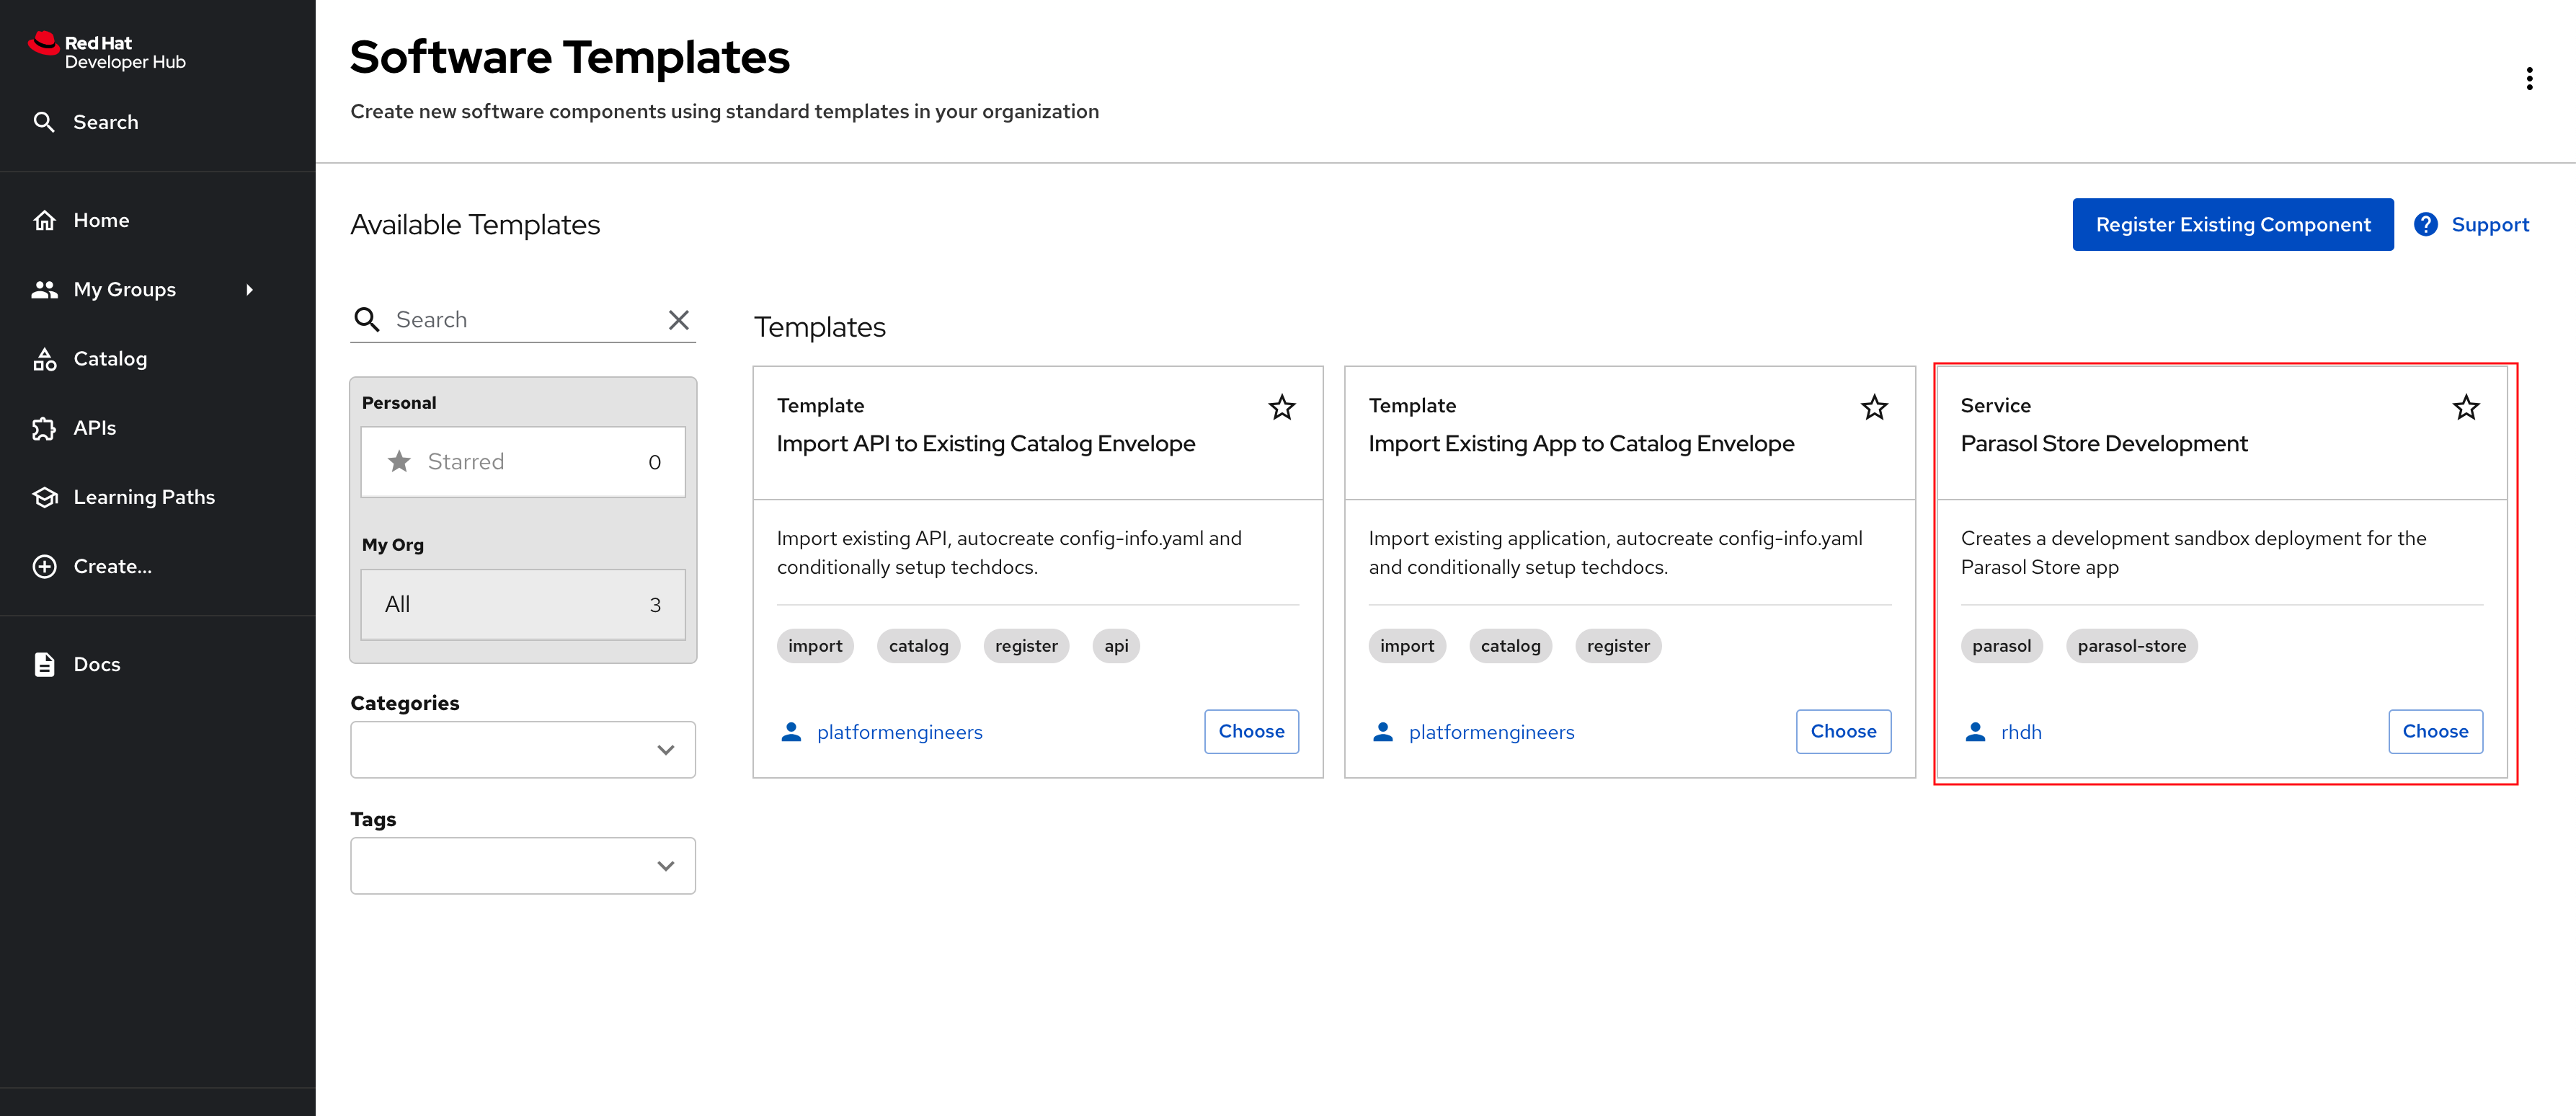 Red Hat
Developer Hub
Search
Home
My Groups
Catalog
APIs
Learning Paths
Create...
Docs
Software Templates
Create new software components using standard templates in your organization
Available Templates
Register Existing Component
? Support
Search
Personal
Starred 0
My Org
All 3
Categories
Tags
Templates
Template
Import API to Existing Catalog Envelope
Import existing API, autocreate config-info.yaml and
conditionally setup techdocs.
import catalog register api
platformengineers Choose
Template
Import Existing App to Catalog Envelope
Import existing application, autocreate config-info.yaml
and conditionally setup techdocs.
import catalog register
platformengineers Choose
Service
Parasol Store Development
Creates a development sandbox deployment for the
Parasol Store app
parasol parasol-store
rhdh Choose